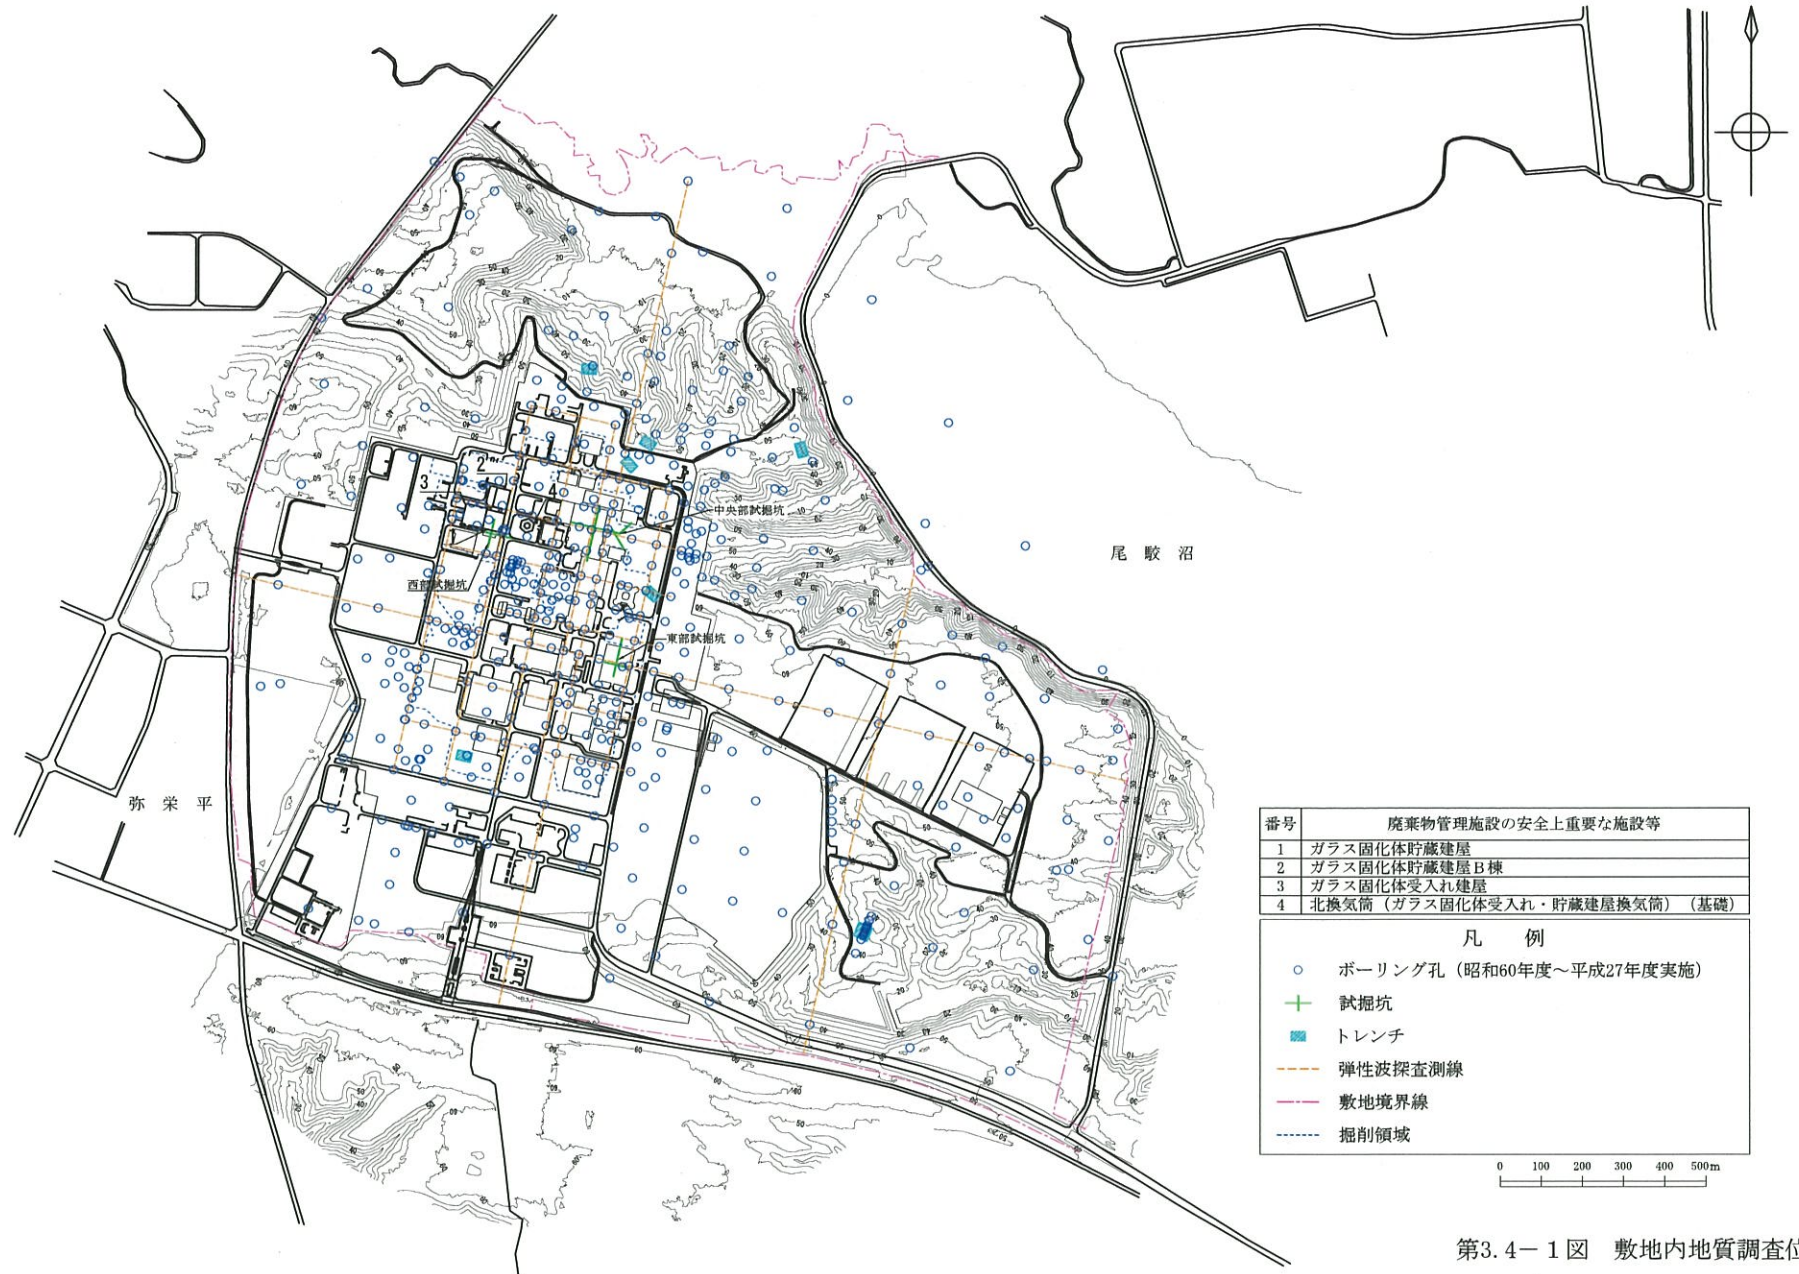 2
3
4
中央部試掘坑
西部試掘坑
東部試掘坑
尾駮沼
弥栄平
番号 廃棄物管理施設の安全上重要な施設等
1 ガラス固化体貯蔵建屋
2 ガラス固化体貯蔵建屋B棟
3 ガラス固化体受入れ建屋
4 北換気筒（ガラス固化体受入れ・貯蔵建屋換気筒）（基礎）
凡 例
ボーリング孔（昭和60年度～平成27年度実施）
試掘坑
トレンチ
弾性波探査測線
敷地境界線
掘削領域
0 100 200 300 400 500m
第3.4－1図 敷地内地質調査位